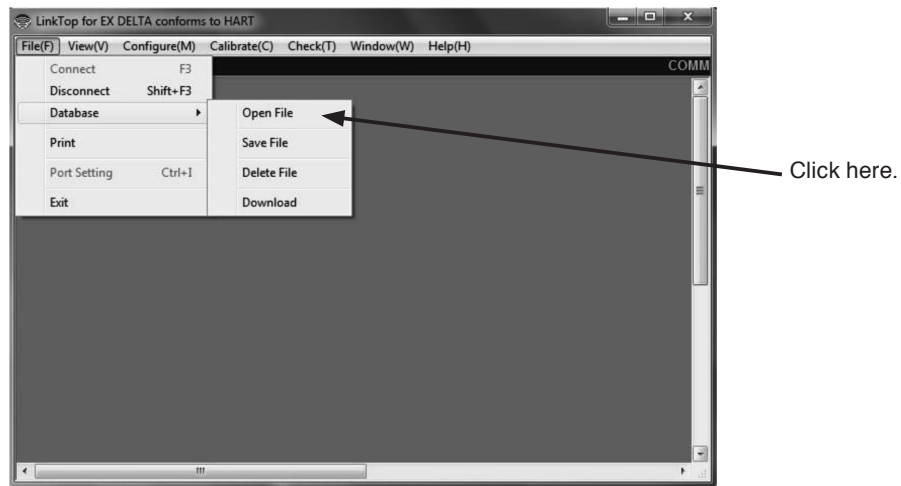 LinkTop for EX DELTA conforms to HART
File(F) View(V) Configure(M) Calibrate(C) Check(T) Window(W) Help(H)
COMM
Connect F3
Disconnect Shift+F3
Database
Open File
Print
Save File
Port Setting Ctrl+I
Delete File
Exit
Download
Click here.